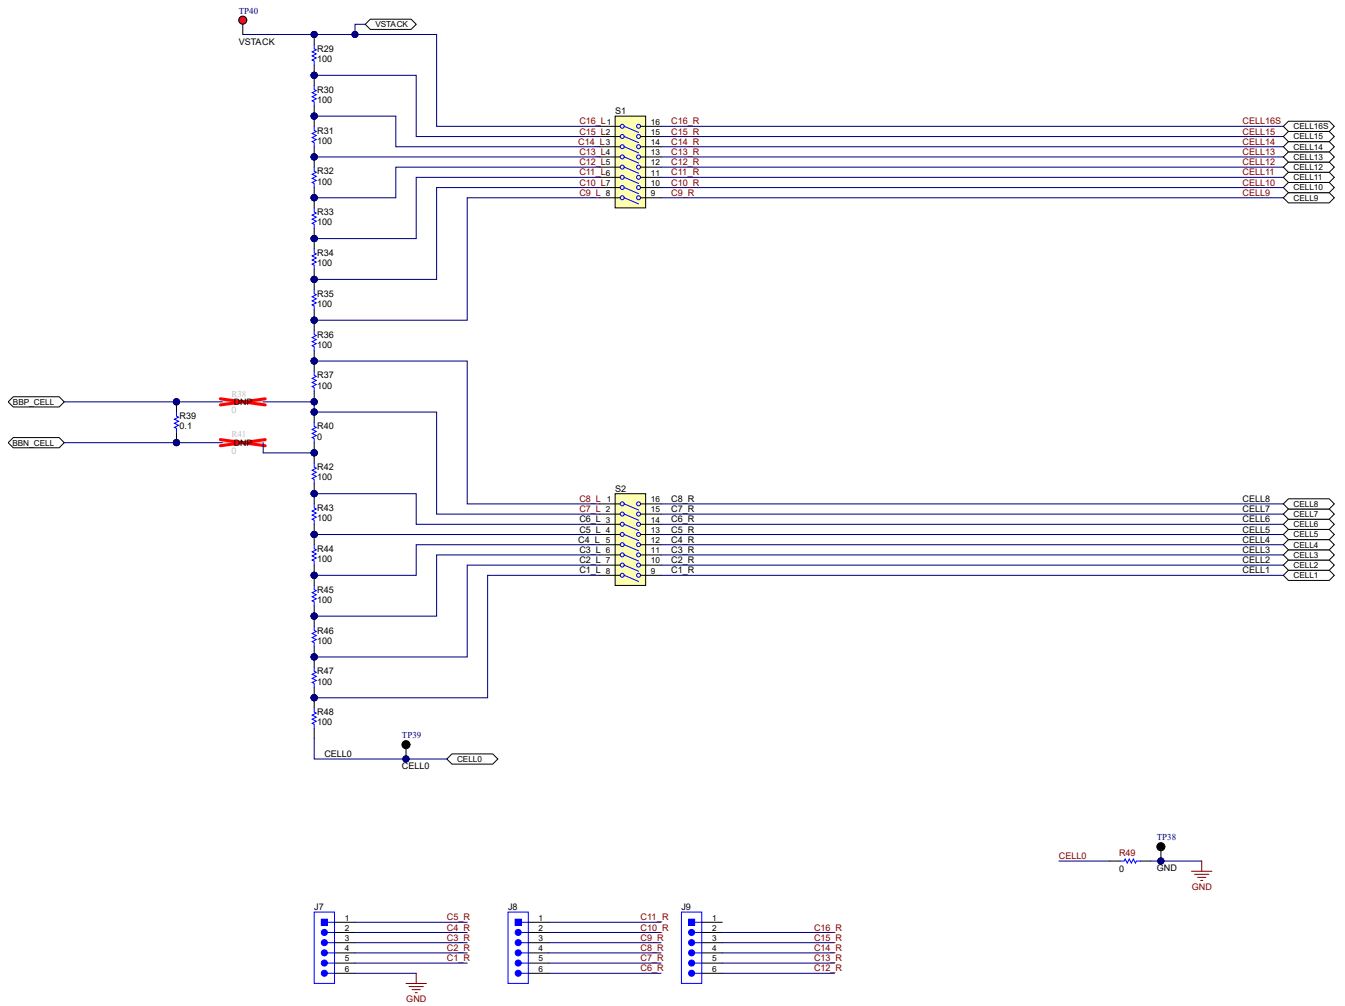 TP40
VSTACK
VSTACK
R29
100
R30
100
R31
100
R32
100
R33
100
R34
100
R35
100
R36
100
R37
100
BBP_CELL
R38
DNP
0
R39
0.1
R40
0
BBN_CELL
R41
DNP
0
R42
100
R43
100
R44
100
R45
100
R46
100
R47
100
R48
100
CELL0
TP39
CELL0
CELL0
S1
C16_L 1 16 C16_R CELL16S CELL16S
C15_L 2 15 C15_R CELL15 CELL15
C14_L 3 14 C14_R CELL14 CELL14
C13_L 4 13 C13_R CELL13 CELL13
C12_L 5 12 C12_R CELL12 CELL12
C11_L 6 11 C11_R CELL11 CELL11
C10_L 7 10 C10_R CELL10 CELL10
C9_L 8 9 C9_R CELL9 CELL9
S2
C8_L 1 16 C8_R CELL8 CELL8
C7_L 2 15 C7_R CELL7 CELL7
C6_L 3 14 C6_R CELL6 CELL6
C5_L 4 13 C5_R CELL5 CELL5
C4_L 5 12 C4_R CELL4 CELL4
C3_L 6 11 C3_R CELL3 CELL3
C2_L 7 10 C2_R CELL2 CELL2
C1_L 8 9 C1_R CELL1 CELL1
TP38
CELL0
R49
0
GND
GND
J7
1 C5_R
2 C4_R
3 C3_R
4 C2_R
5 C1_R
6
GND
J8
1 C11_R
2 C10_R
3 C9_R
4 C8_R
5 C7_R
6 C6_R
J9
1
2 C16_R
3 C15_R
4 C14_R
5 C13_R
6 C12_R